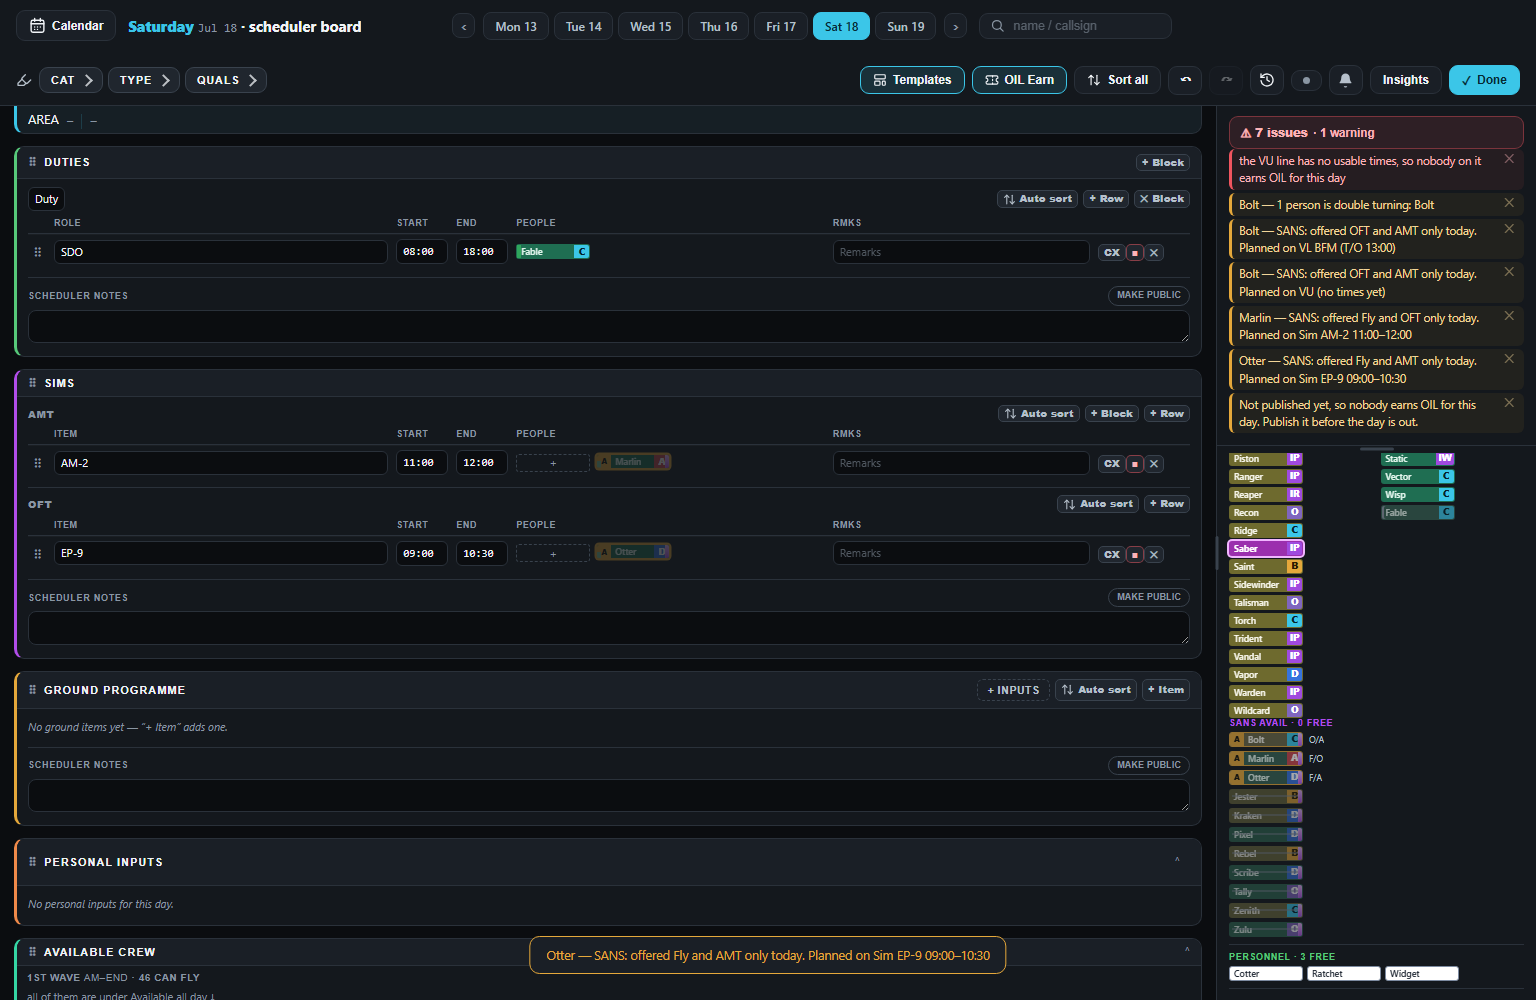 Calendar
Saturday Jul 18 · scheduler board
‹ Mon 13 Tue 14 Wed 15 Thu 16 Fri 17 Sat 18 Sun 19 ›
name / callsign
CAT TYPE QUALS
Templates OIL Earn Sort all Insights ✓ Done
AREA – | –
DUTIES
+ Block
Duty
Auto sort + Row ✕ Block
ROLE START END PEOPLE RMKS
SDO 08:00 18:00 Fable C Remarks CX ✕
SCHEDULER NOTES
MAKE PUBLIC
SIMS
AMT
Auto sort + Block + Row
ITEM START END PEOPLE RMKS
AM-2 11:00 12:00 + A Marlin A Remarks CX ✕
OFT
Auto sort + Row
ITEM START END PEOPLE RMKS
EP-9 09:00 10:30 + A Otter D Remarks CX ✕
SCHEDULER NOTES
MAKE PUBLIC
GROUND PROGRAMME
+ INPUTS Auto sort + Item
No ground items yet — "+ Item" adds one.
SCHEDULER NOTES
MAKE PUBLIC
PERSONAL INPUTS
No personal inputs for this day.
AVAILABLE CREW
1ST WAVE AM–END · 46 CAN FLY
all of them are under Available all day ↓
Otter — SANS: offered Fly and AMT only today. Planned on Sim EP-9 09:00–10:30
⚠ 7 issues · 1 warning
the VU line has no usable times, so nobody on it
earns OIL for this day
Bolt — 1 person is double turning: Bolt
Bolt — SANS: offered OFT and AMT only today.
Planned on VL BFM (T/O 13:00)
Bolt — SANS: offered OFT and AMT only today.
Planned on VU (no times yet)
Marlin — SANS: offered Fly and OFT only today.
Planned on Sim AM-2 11:00–12:00
Otter — SANS: offered Fly and AMT only today.
Planned on Sim EP-9 09:00–10:30
Not published yet, so nobody earns OIL for this
day. Publish it before the day is out.
Piston IP Static IW
Ranger IP Vector C
Reaper IR Wisp C
Recon O Fable C
Ridge C
Saber IP
Saint B
Sidewinder IP
Talisman O
Torch C
Trident IP
Vandal IP
Vapor D
Warden IP
Wildcard O
SANS AVAIL · 0 FREE
A Bolt C O/A
A Marlin A F/O
A Otter D F/A
Jester B
Kraken D
Pixel D
Rebel B
Scribe D
Tally O
Zenith C
Zulu O
PERSONNEL · 3 FREE
Cotter Ratchet Widget